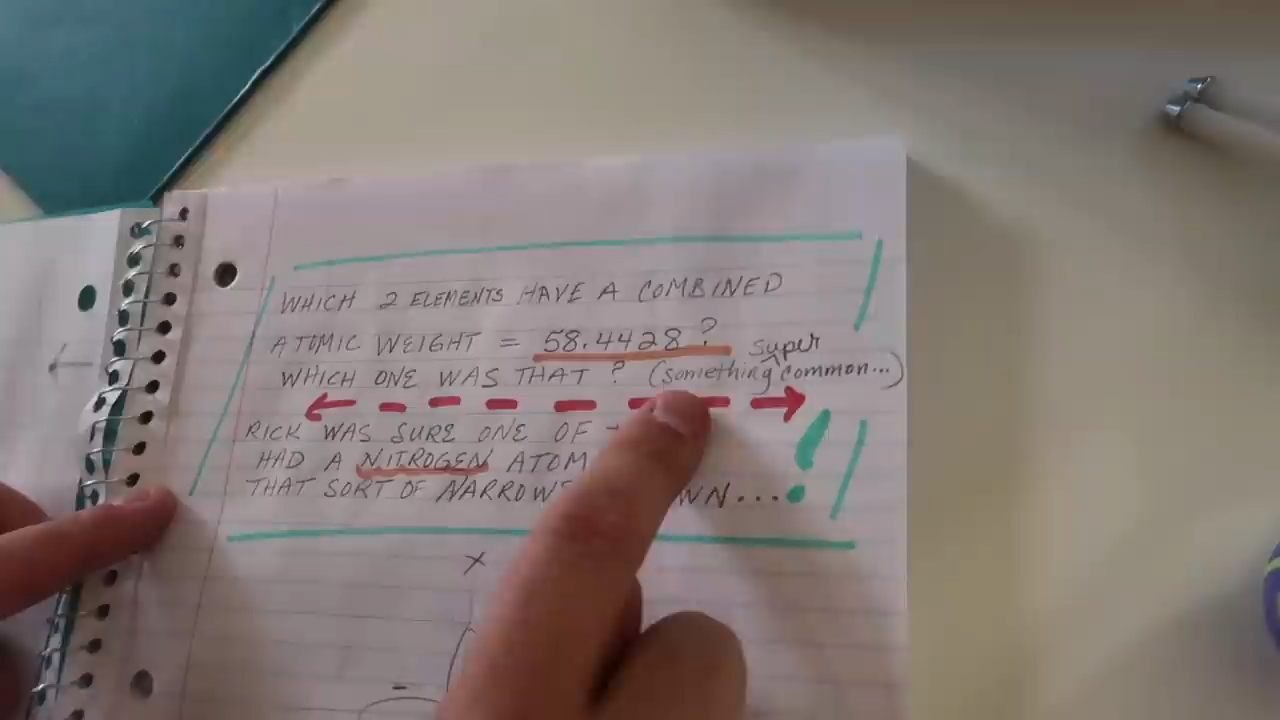 WHICH 2 ELEMENTS HAVE A COMBINED
ATOMIC WEIGHT = 58.4428 ?
WHICH ONE WAS THAT ? (something super common...)
RICK WAS SURE ONE OF
HAD A NITROGEN ATOM
THAT SORT OF ...!
X